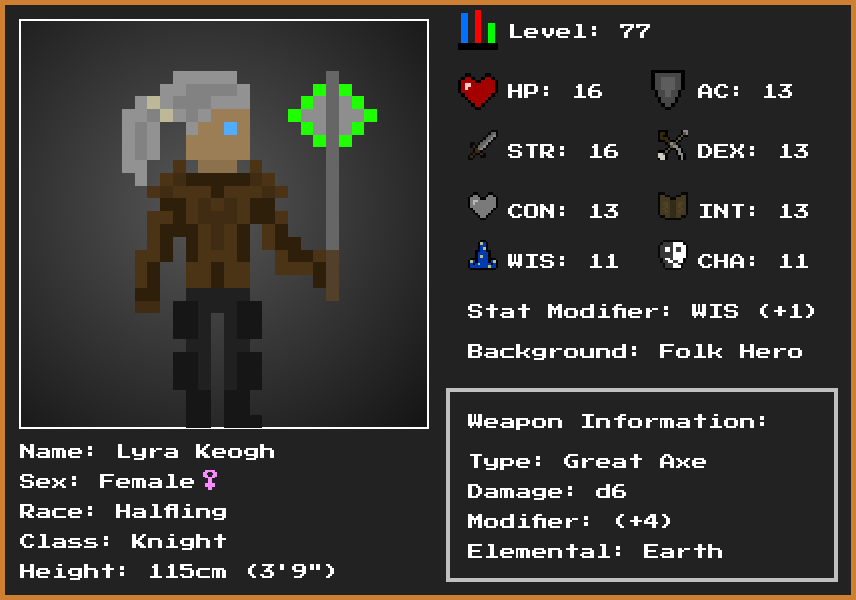 Level: 77
HP: 16 AC: 13
STR: 16 DEX: 13
CON: 13 INT: 13
WIS: 11 CHA: 11
Stat Modifier: WIS (+1)
Background: Folk Hero
Weapon Information:
Type: Great Axe
Damage: d6
Modifier: (+4)
Elemental: Earth
Name: Lyra Keogh
Sex: Female♀
Race: Halfling
Class: Knight
Height: 115cm (3'9")